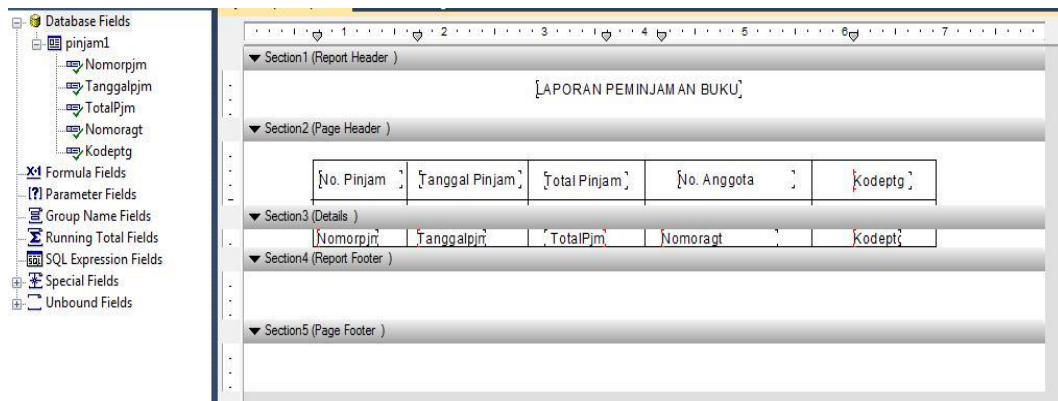 Database Fields
pinjam1
Nomorpjm
Tanggalpjm
TotalPjm
Nomoragt
Kodeptg
Formula Fields
Parameter Fields
Group Name Fields
Running Total Fields
SQL Expression Fields
Special Fields
Unbound Fields
1 2 3 4 5 6 7
Section1 (Report Header )
LAPORAN PEMINJAMAN BUKU
Section2 (Page Header )
No. Pinjam Tanggal Pinjam Total Pinjam No. Anggota Kodeptg
Section3 (Details )
Nomorpjn Tanggalpjn TotalPjm Nomoragt Kodept
Section4 (Report Footer )
Section5 (Page Footer )